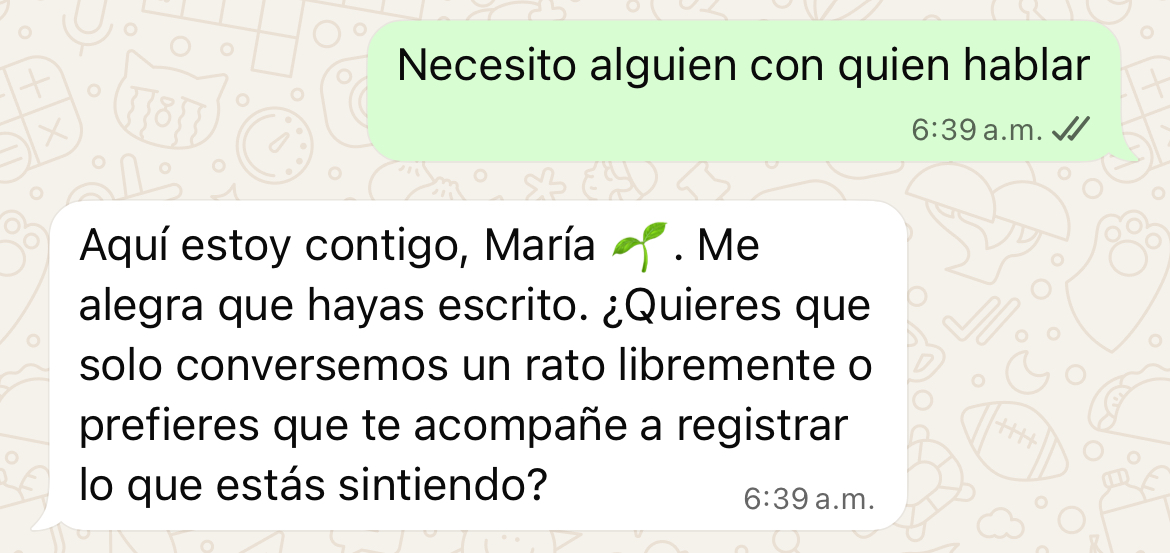 Necesito alguien con quien hablar
6:39 a.m.
Aquí estoy contigo, María 🌱. Me
alegra que hayas escrito. ¿Quieres que
solo conversemos un rato libremente o
prefieres que te acompañe a registrar
lo que estás sintiendo?
6:39 a.m.